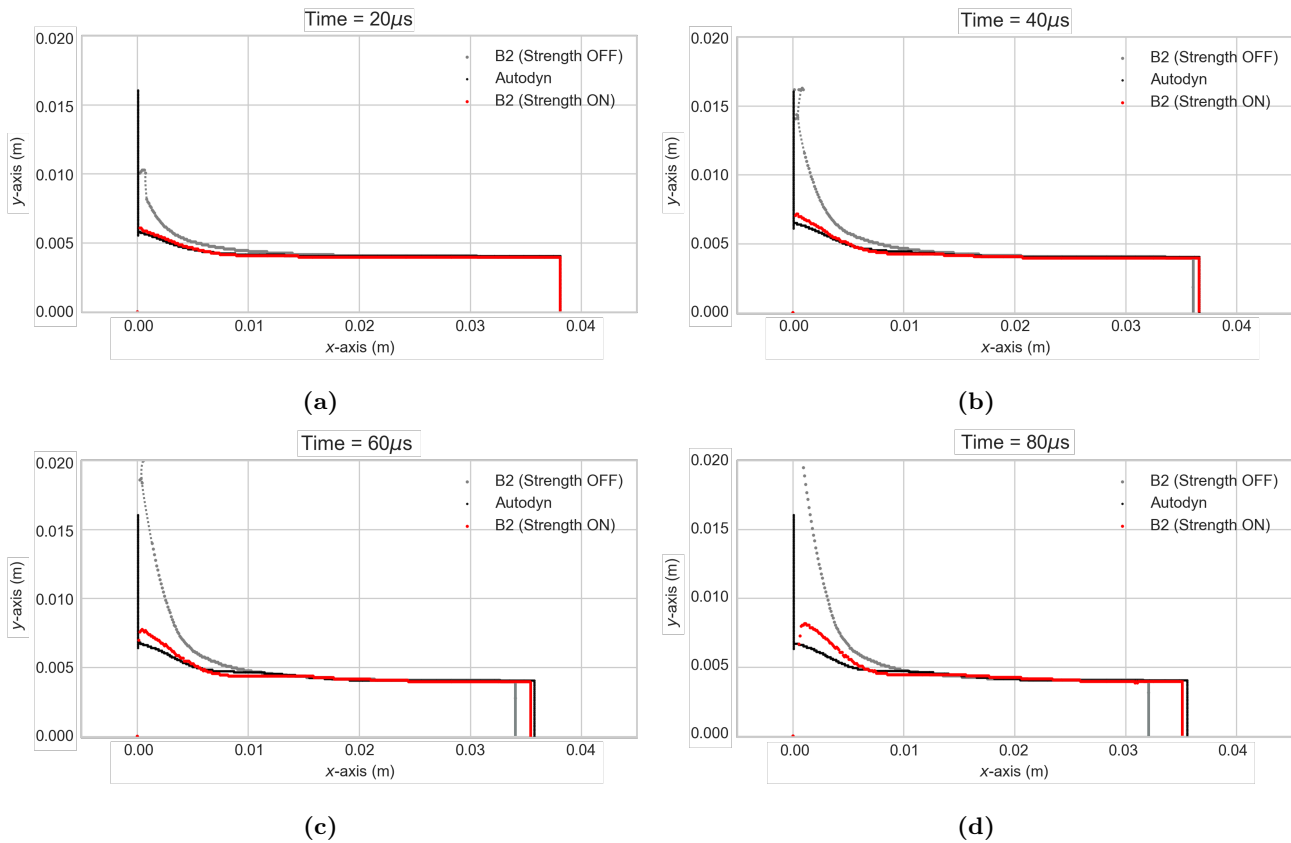 Time = 20μs
0.020
0.015
0.010
0.005
0.000
y-axis (m)
B2 (Strength OFF)
Autodyn
B2 (Strength ON)
0.00 0.01 0.02 0.03 0.04
x-axis (m)
(a)
Time = 40μs
0.020
0.015
0.010
0.005
0.000
y-axis (m)
B2 (Strength OFF)
Autodyn
B2 (Strength ON)
0.00 0.01 0.02 0.03 0.04
x-axis (m)
(b)
Time = 60μs
0.020
0.015
0.010
0.005
0.000
y-axis (m)
B2 (Strength OFF)
Autodyn
B2 (Strength ON)
0.00 0.01 0.02 0.03 0.04
x-axis (m)
(c)
Time = 80μs
0.020
0.015
0.010
0.005
0.000
y-axis (m)
B2 (Strength OFF)
Autodyn
B2 (Strength ON)
0.00 0.01 0.02 0.03 0.04
x-axis (m)
(d)